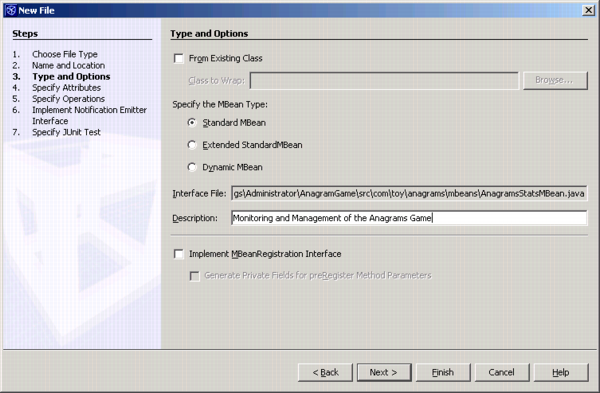 New File
Steps
1. Choose File Type
2. Name and Location
3. Type and Options
4. Specify Attributes
5. Specify Operations
6. Implement Notification Emitter
Interface
7. Specify JUnit Test
Type and Options
From Existing Class
Class to Wrap:
Browse...
Specify the MBean Type:
Standard MBean
Extended StandardMBean
Dynamic MBean
Interface File: gs\Administrator\AnagramGame\src\com\toy\anagrams\mbeans\AnagramsStatsMBean.java
Description: Monitoring and Management of the Anagrams Game
Implement MBeanRegistration Interface
Generate Private Fields for preRegister Method Parameters
< Back Next > Finish Cancel Help